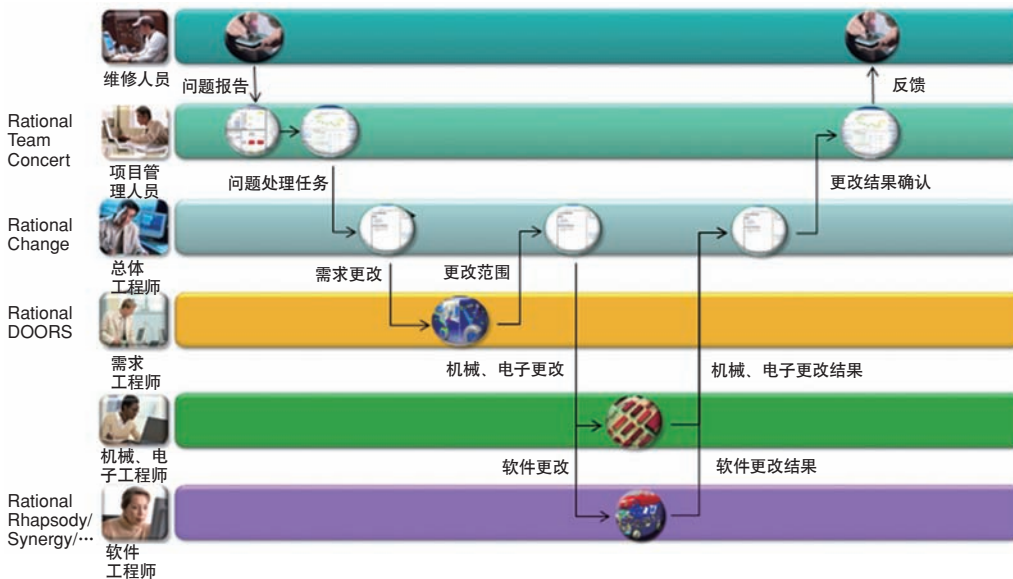 维修人员
问题报告
反馈
Rational
Team
Concert
项目管
理人员
问题处理任务
更改结果确认
Rational
Change
总体
工程师
需求更改
更改范围
Rational
DOORS
需求
工程师
机械、电子更改
机械、电子更改结果
机械、电
子工程师
软件更改
软件更改结果
Rational
Rhapsody/
Synergy/⋯
软件
工程师